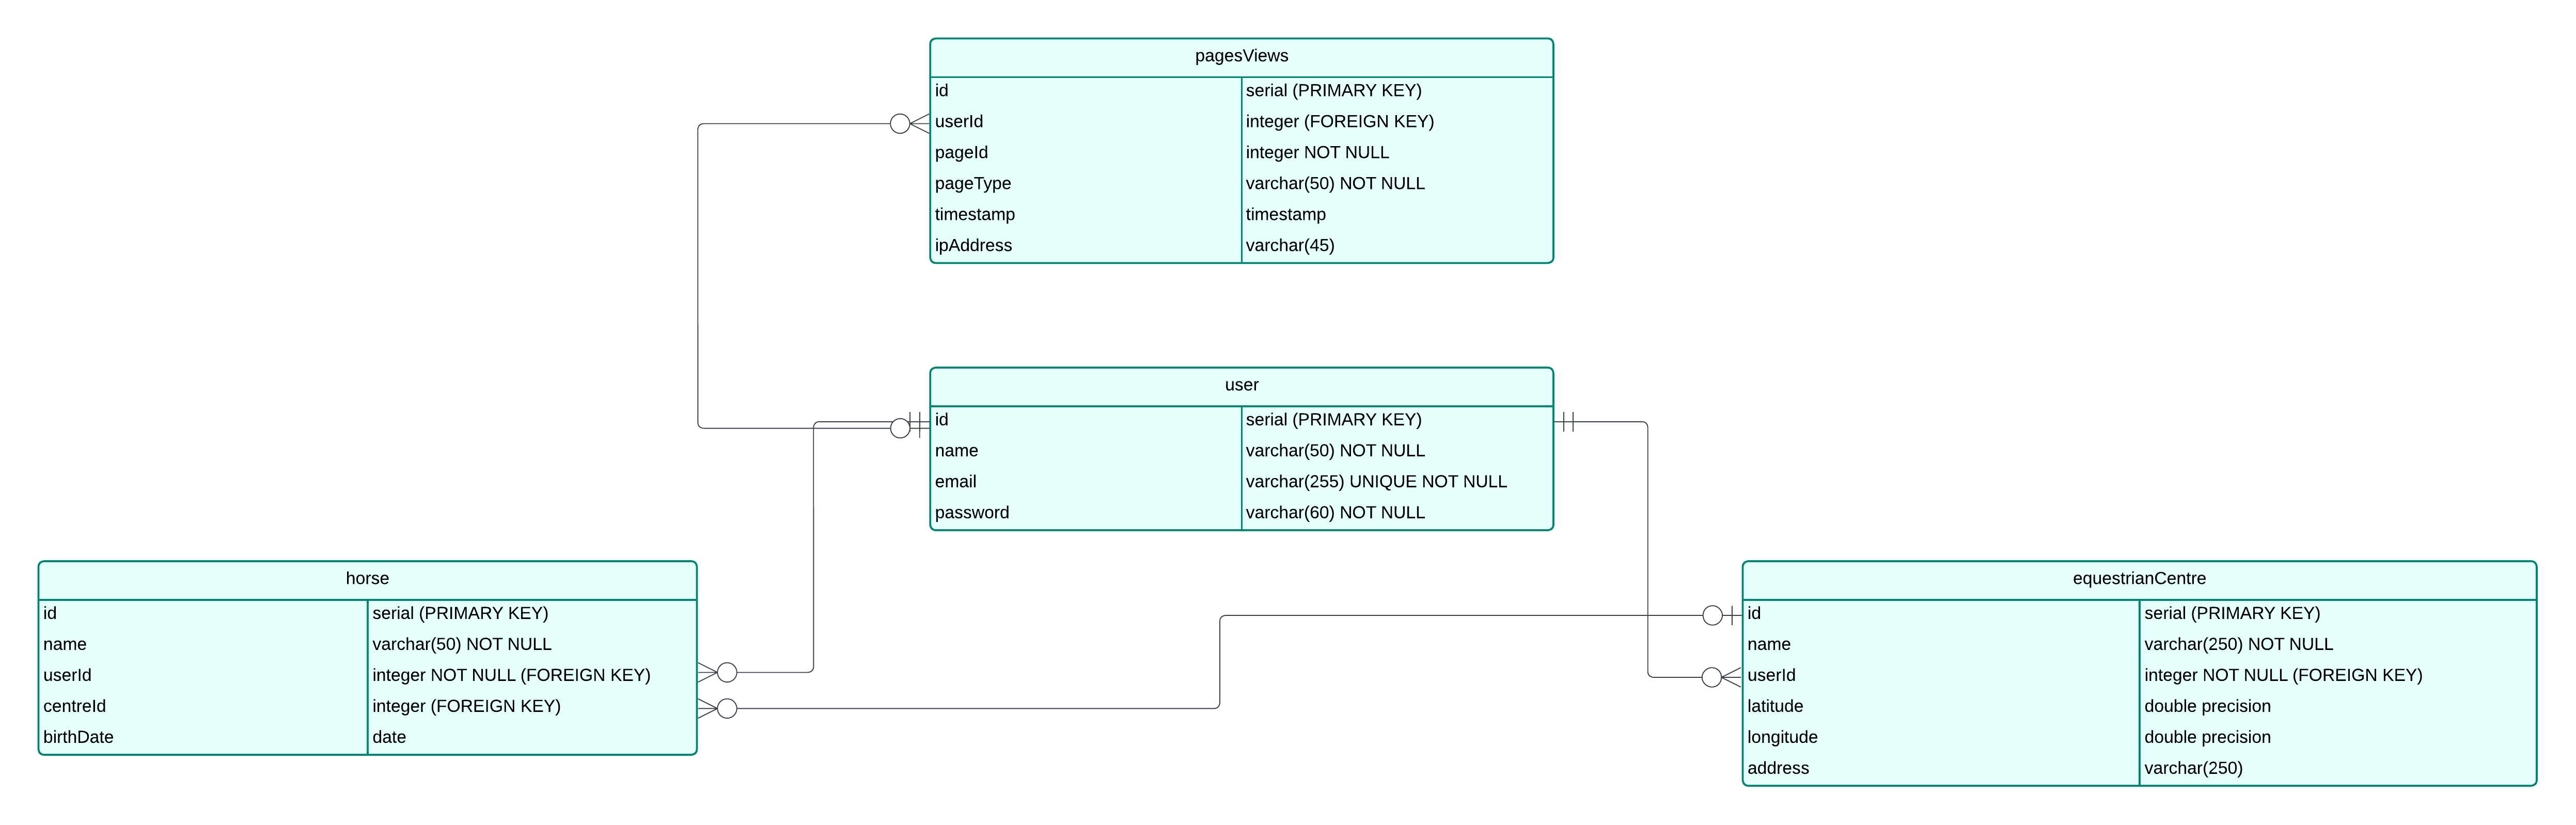 pagesViews
id serial (PRIMARY KEY)
userId integer (FOREIGN KEY)
pageId integer NOT NULL
pageType varchar(50) NOT NULL
timestamp timestamp
ipAddress varchar(45)
user
id serial (PRIMARY KEY)
name varchar(50) NOT NULL
email varchar(255) UNIQUE NOT NULL
password varchar(60) NOT NULL
horse
id serial (PRIMARY KEY)
name varchar(50) NOT NULL
userId integer NOT NULL (FOREIGN KEY)
centreId integer (FOREIGN KEY)
birthDate date
equestrianCentre
id serial (PRIMARY KEY)
name varchar(250) NOT NULL
userId integer NOT NULL (FOREIGN KEY)
latitude double precision
longitude double precision
address varchar(250)